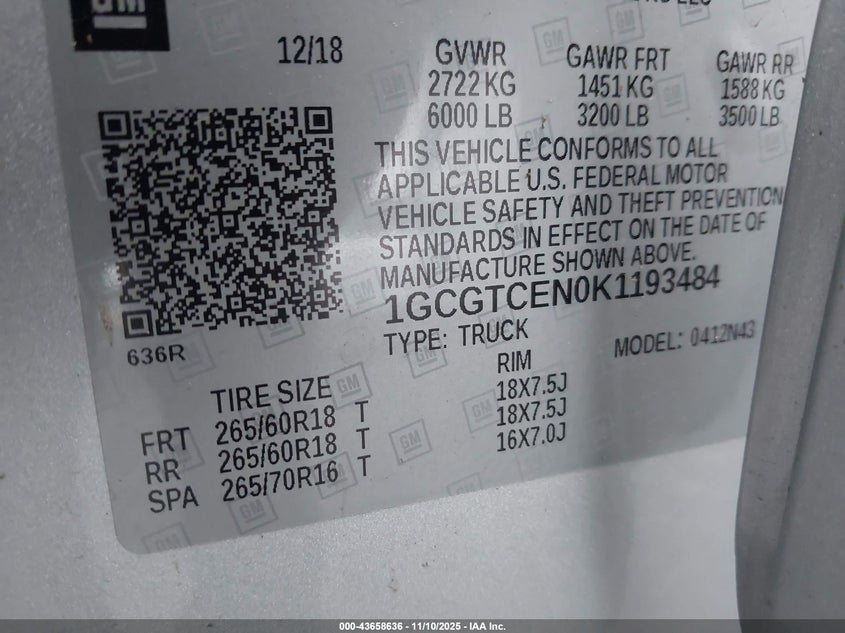 GM
12/18
GVWR GAWR FRT GAWR RR
2722 KG 1451 KG 1588 KG
6000 LB 3200 LB 3500 LB
THIS VEHICLE CONFORMS TO ALL
APPLICABLE U.S. FEDERAL MOTOR
VEHICLE SAFETY AND THEFT PREVENTION
STANDARDS IN EFFECT ON THE DATE OF
MANUFACTURE SHOWN ABOVE.
1GCGTCEN0K1193484
TYPE: TRUCK MODEL: 0412N43
636R
TIRE SIZE RIM
FRT 265/60R18 T 18X7.5J
RR 265/60R18 T 18X7.5J
SPA 265/70R16 T 16X7.0J
000-43658636 - 11/10/2025 - IAA Inc.